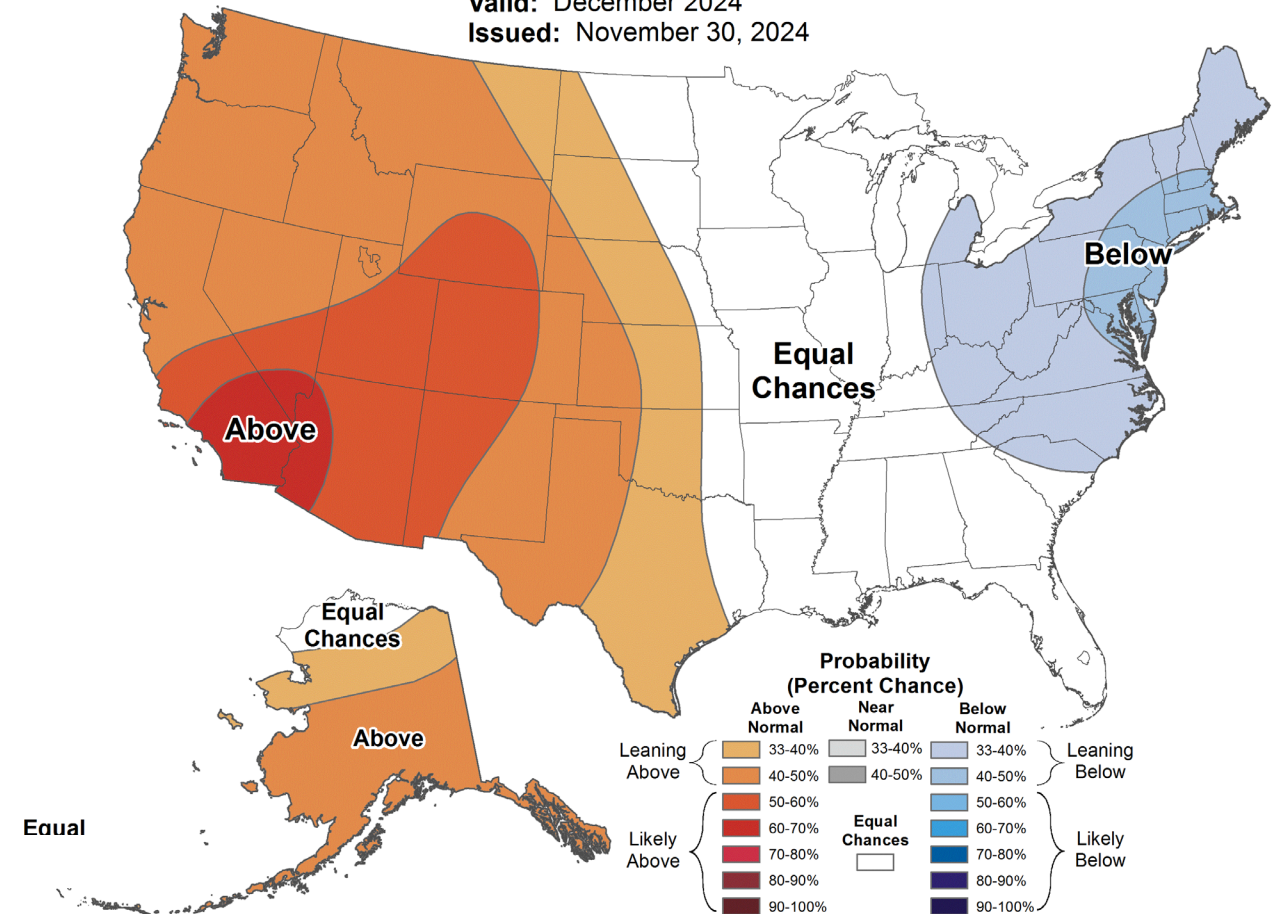 Valid: December 2024
Issued: November 30, 2024
Below
Equal
Chances
Above
Equal
Chances
Above
Equal
Probability
(Percent Chance)
Above
Normal
Near
Normal
Below
Normal
Leaning
Above
33-40%
33-40%
33-40%
Leaning
Below
40-50%
40-50%
40-50%
Likely
Above
50-60%
50-60%
60-70%
Equal
Chances
60-70%
70-80%
70-80%
Likely
Below
80-90%
80-90%
90-100%
90-100%